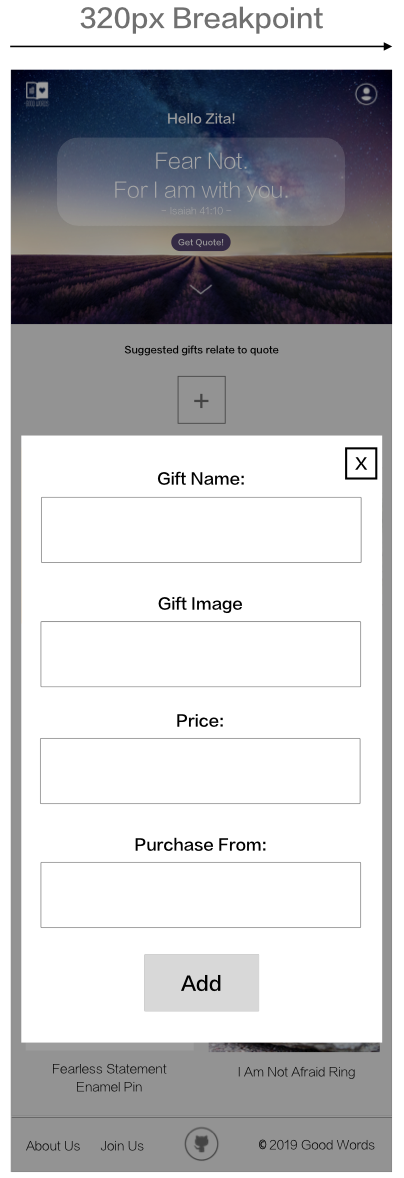 320px Breakpoint
GOOD WORDS
Hello Zita!
Fear Not.
For I am with you.
~ Isaiah 41:10 ~
Get Quote!
Suggested gifts relate to quote
+
X
Gift Name:
Gift Image
Price:
Purchase From:
Add
Fearless Statement
Enamel Pin
I Am Not Afraid Ring
About Us Join Us © 2019 Good Words